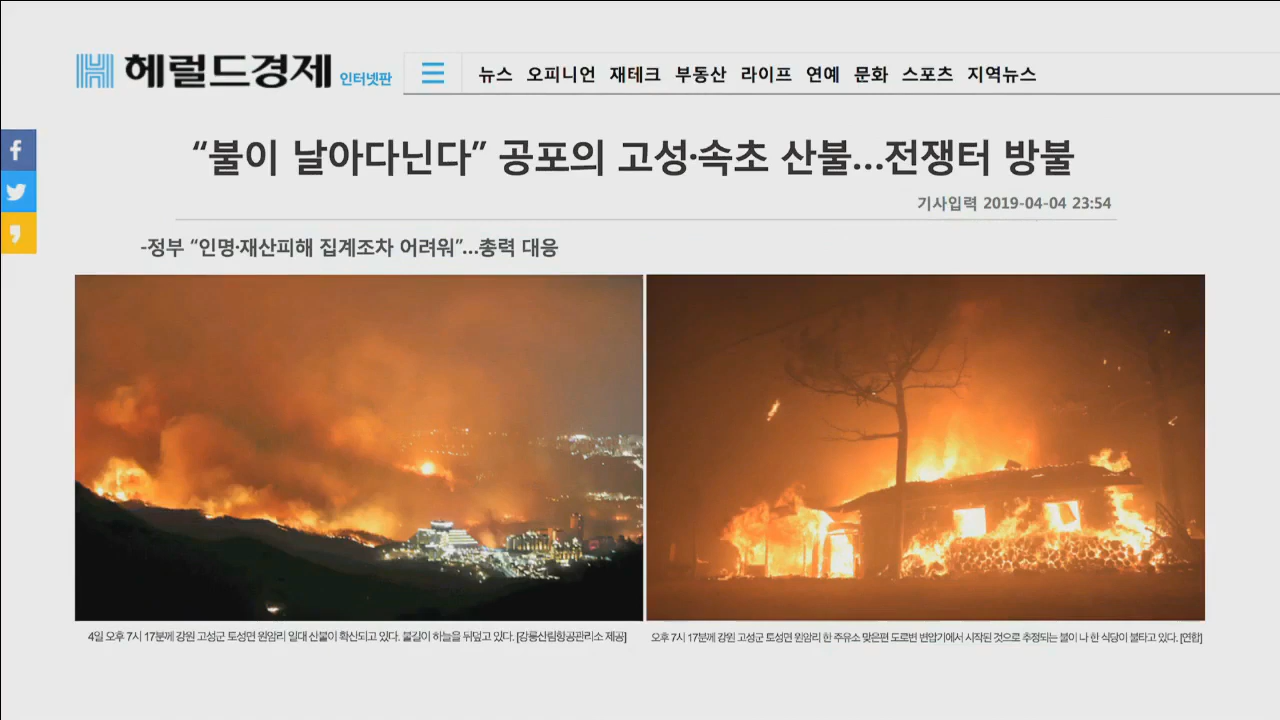 헤럴드경제 인터넷판
뉴스 오피니언 재테크 부동산 라이프 연예 문화 스포츠 지역뉴스
“불이 날아다닌다” 공포의 고성·속초 산불...전쟁터 방불
기사입력 2019-04-04 23:54
-정부 “인명·재산피해 집계조차 어려워”...총력 대응
4일 오후 7시 17분께 강원 고성군 토성면 원암리 일대 산불이 확산되고 있다. 불길이 하늘을 뒤덮고 있다. [강릉산림항공관리소 제공]
오후 7시 17분께 강원 고성군 토성면 원암리 한 주유소 맞은편 도로변 변압기에서 시작된 것으로 추정되는 불이 나 한 식당이 불타고 있다. [연합]